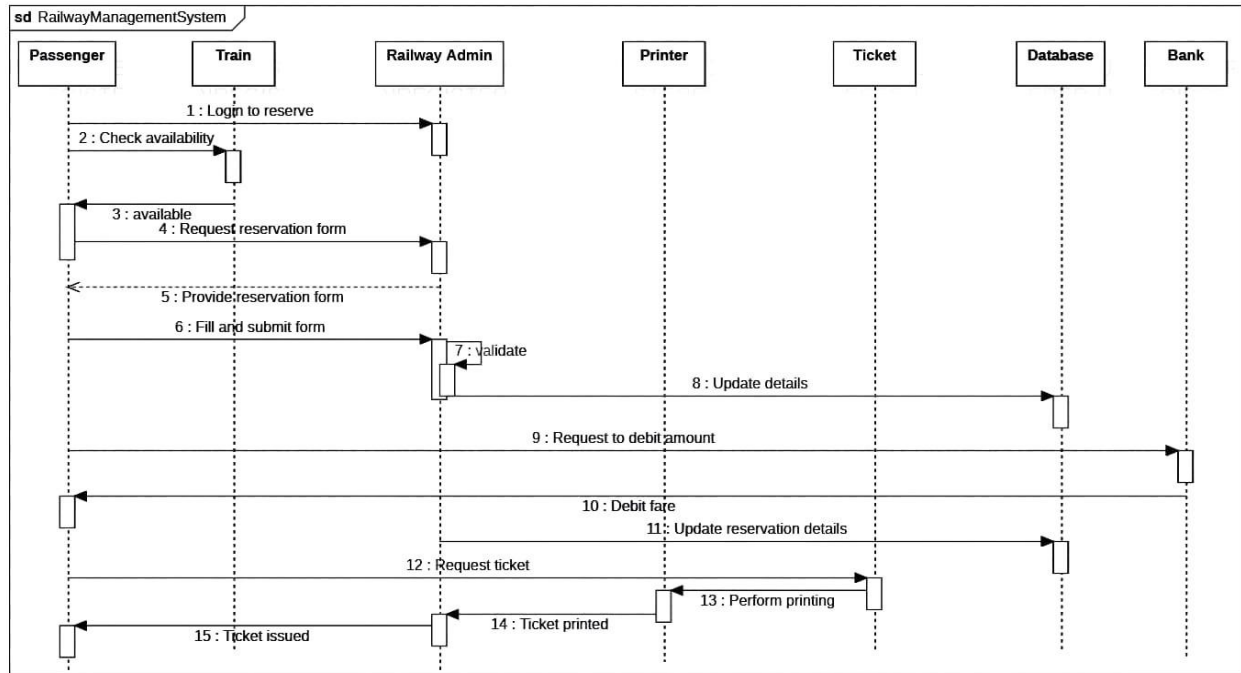 sd RailwayManagementSystem
Passenger
Train
Railway Admin
Printer
Ticket
Database
Bank
1 : Login to reserve
2 : Check availability
3 : available
4 : Request reservation form
5 : Provide reservation form
6 : Fill and submit form
7 : validate
8 : Update details
9 : Request to debit amount
10 : Debit fare
11 : Update reservation details
12 : Request ticket
13 : Perform printing
14 : Ticket printed
15 : Ticket issued